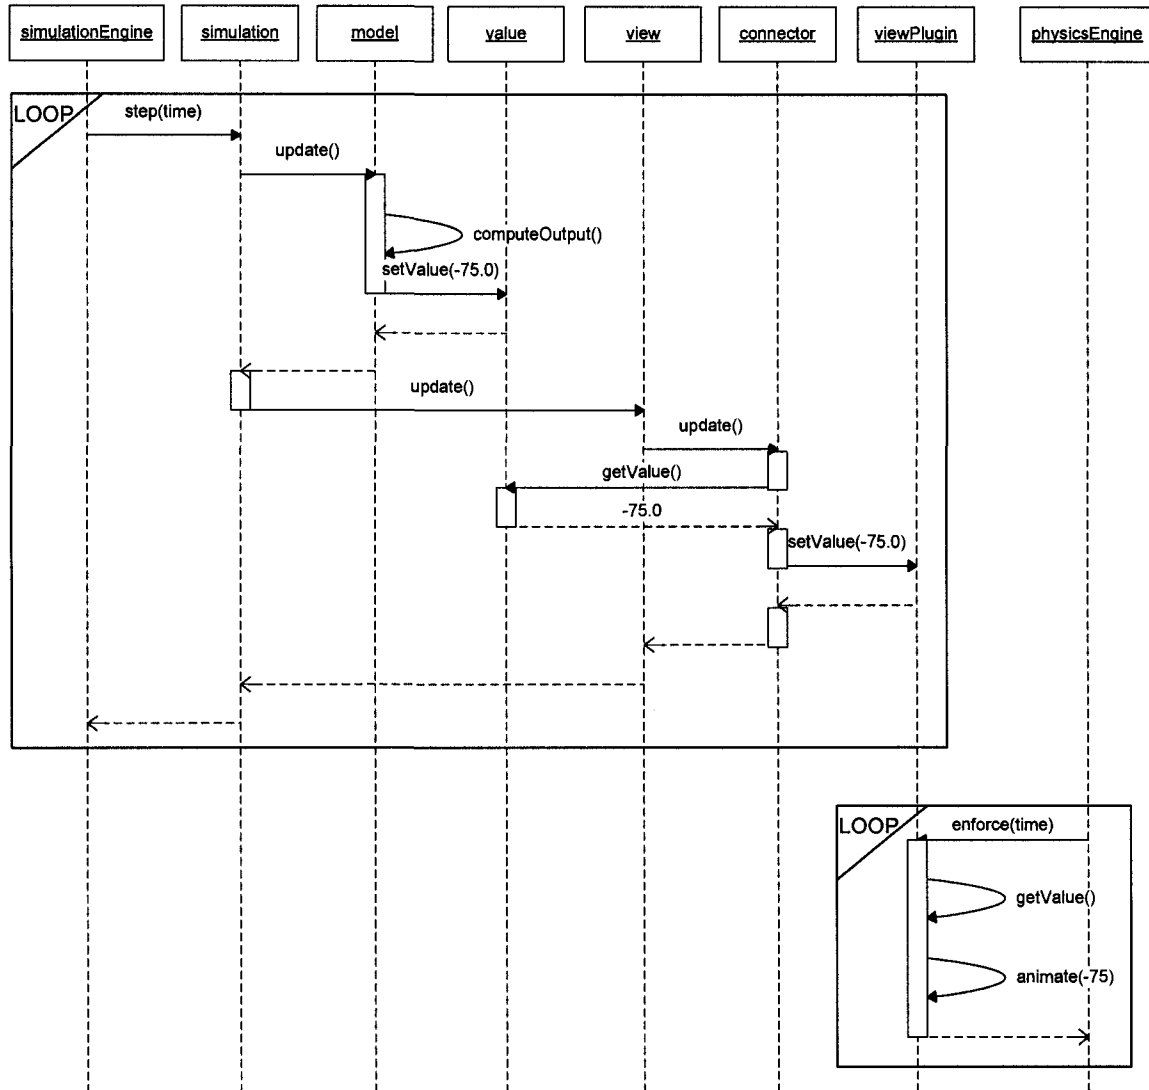 simulationEngine
simulation
model
value
view
connector
viewPlugin
physicsEngine
LOOP
step(time)
update()
computeOutput()
setValue(-75.0)
update()
update()
getValue()
-75.0
setValue(-75.0)
LOOP
enforce(time)
getValue()
animate(-75)